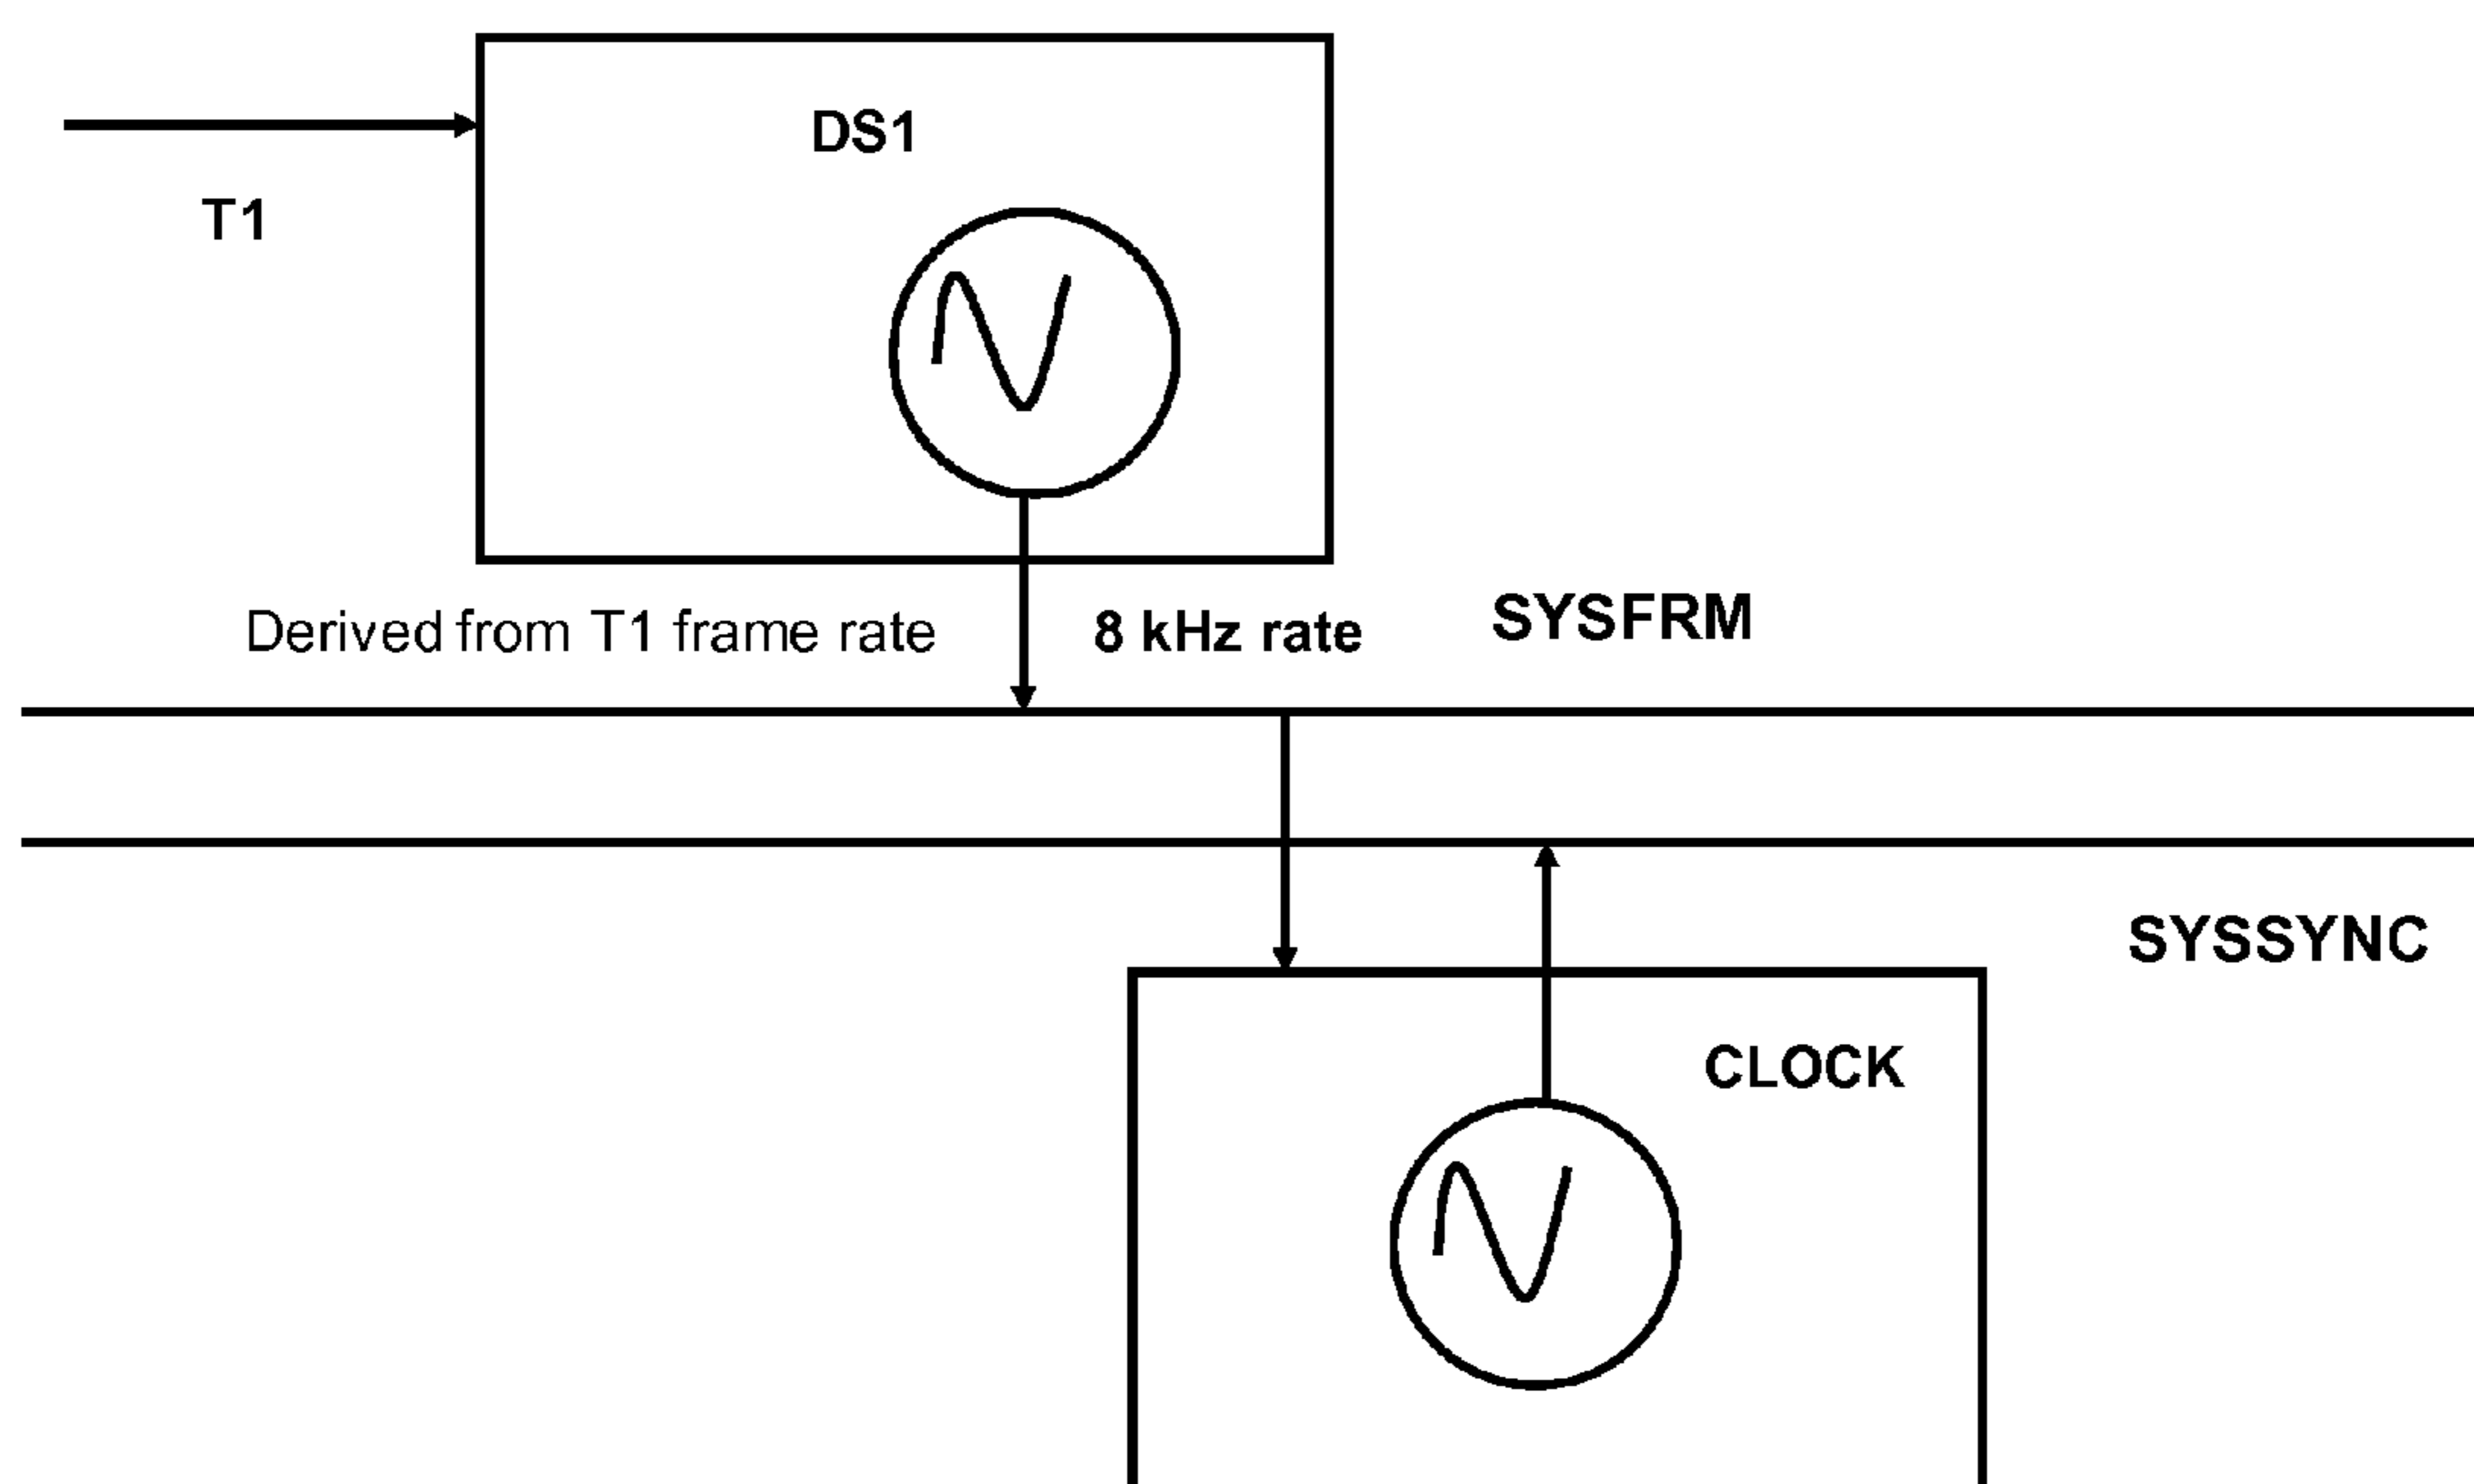 DS1
T1
Derived from T1 frame rate
8 kHz rate
SYSFRM
SYSSYNC
CLOCK